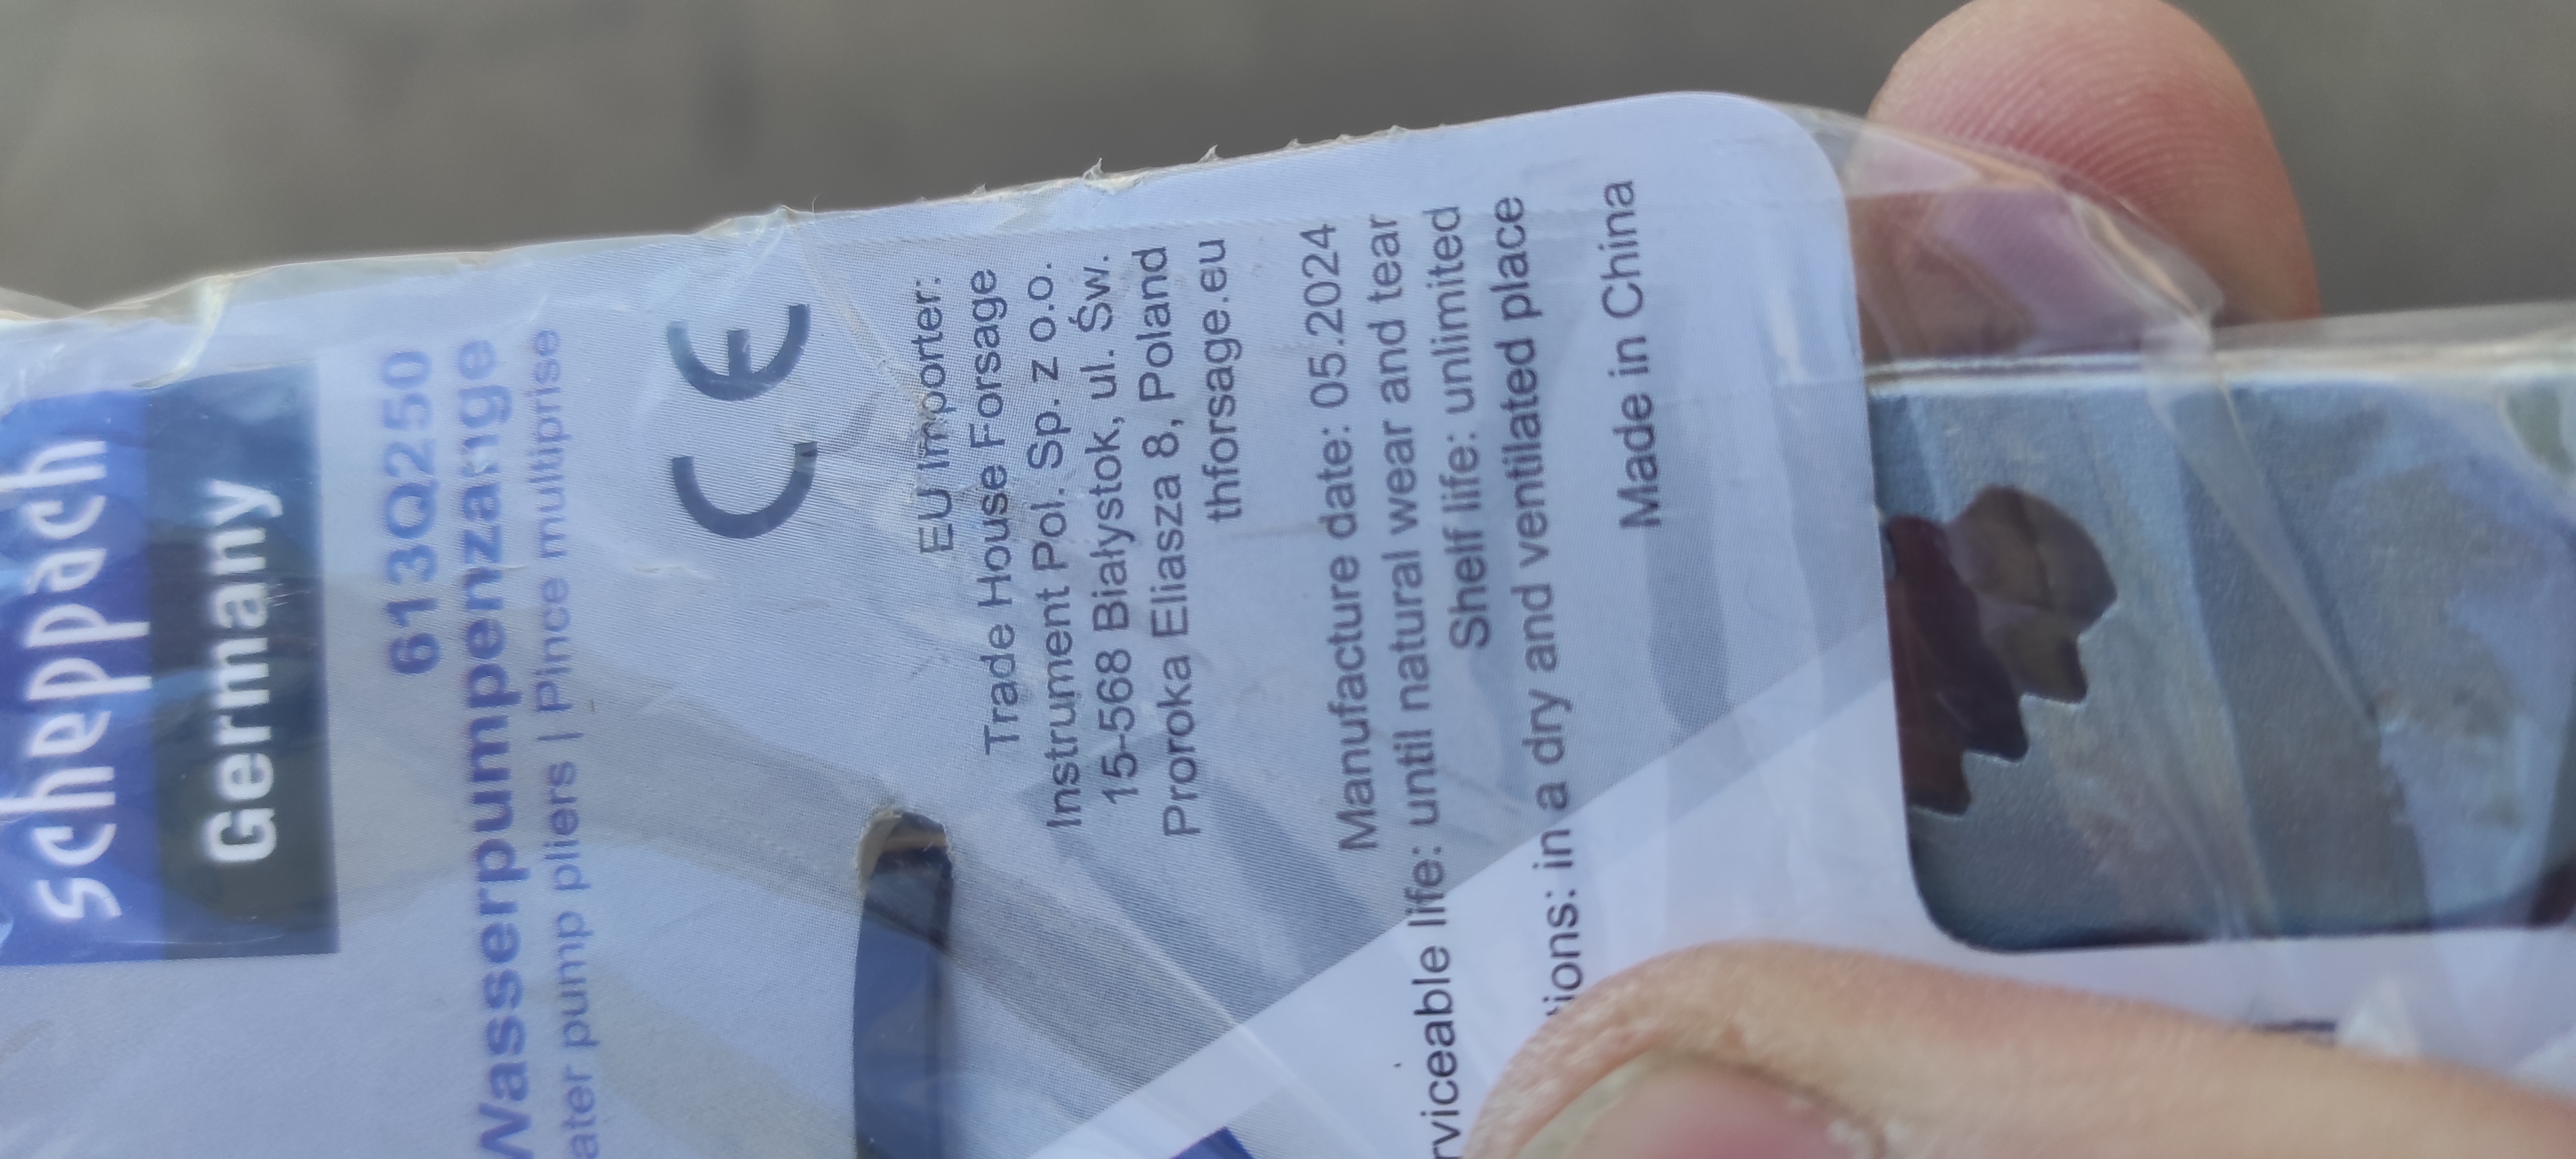 scheppach
Germany
613Q250
Wasserpumpenzange
ater pump pliers | Pince multiprise
CE
EU Importer:
Trade House Forsage
Instrument Pol. Sp. z o.o.
15-568 Białystok, ul. Św.
Proroka Eliasza 8, Poland
thforsage.eu
Manufacture date: 05.2024
rviceable life: until natural wear and tear
Shelf life: unlimited
ions: in a dry and ventilated place
Made in China